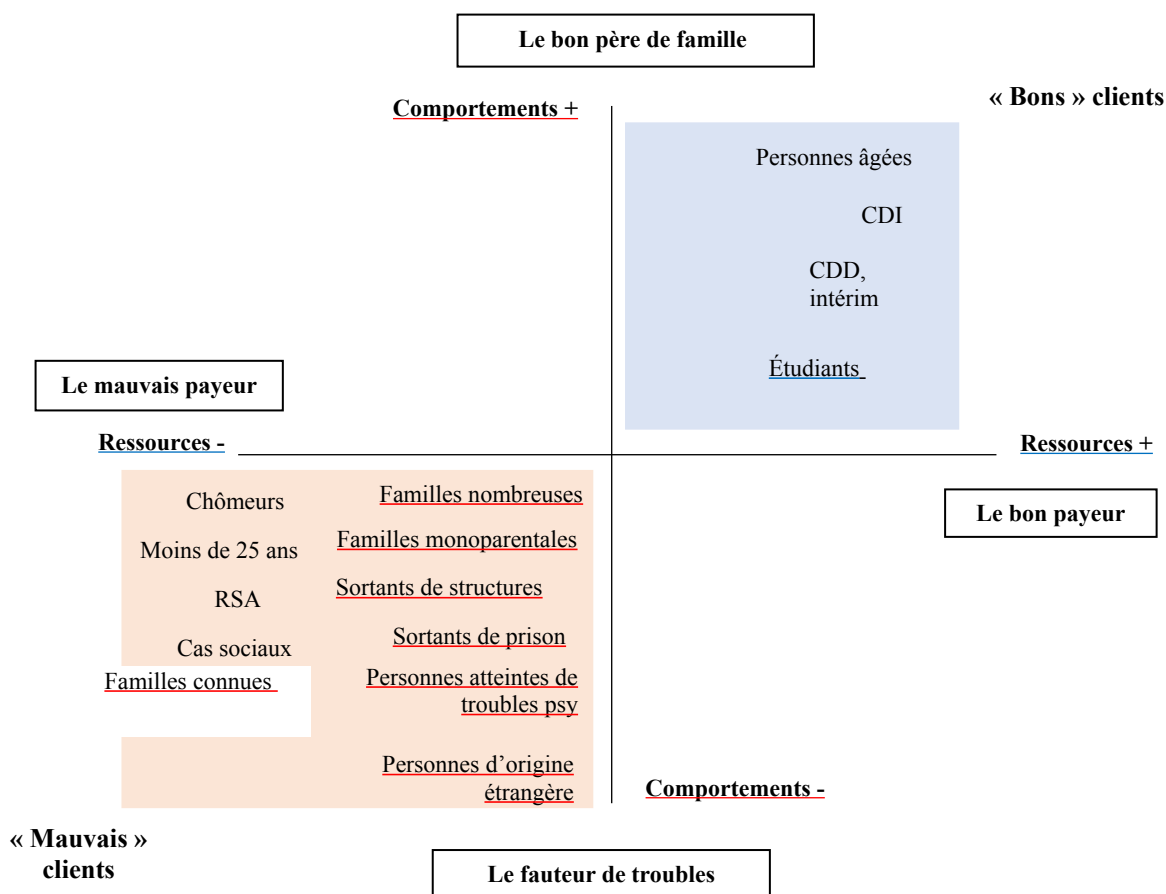 Le bon père de famille
« Bons » clients
Comportements +
Personnes âgées
CDI
CDD,
intérim
Étudiants
Le mauvais payeur
Ressources -
Ressources +
Chômeurs
Familles nombreuses
Le bon payeur
Moins de 25 ans
Familles monoparentales
RSA
Sortants de structures
Cas sociaux
Sortants de prison
Familles connues
Personnes atteintes de
troubles psy
Personnes d’origine
étrangère
Comportements -
« Mauvais »
clients
Le fauteur de troubles